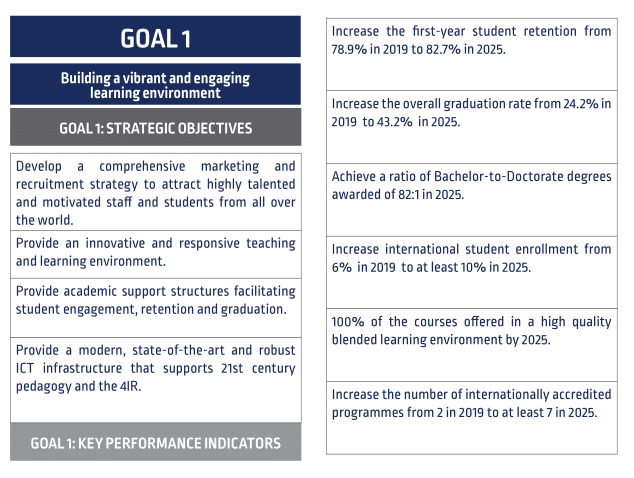 GOAL 1
Building a vibrant and engaging
learning environment
GOAL 1: STRATEGIC OBJECTIVES
Develop a comprehensive marketing and
recruitment strategy to attract highly talented
and motivated staff and students from all over
the world.
Provide an innovative and responsive teaching
and learning environment.
Provide academic support structures facilitating
student engagement, retention and graduation.
Provide a modern, state-of-the-art and robust
ICT infrastructure that supports 21st century
pedagogy and the 4IR.
GOAL 1: KEY PERFORMANCE INDICATORS
Increase the first-year student retention from
78.9% in 2019 to 82.7% in 2025.
Increase the overall graduation rate from 24.2% in
2019 to 43.2% in 2025.
Achieve a ratio of Bachelor-to-Doctorate degrees
awarded of 82:1 in 2025.
Increase international student enrollment from
6% in 2019 to at least 10% in 2025.
100% of the courses offered in a high quality
blended learning environment by 2025.
Increase the number of internationally accredited
programmes from 2 in 2019 to at least 7 in 2025.